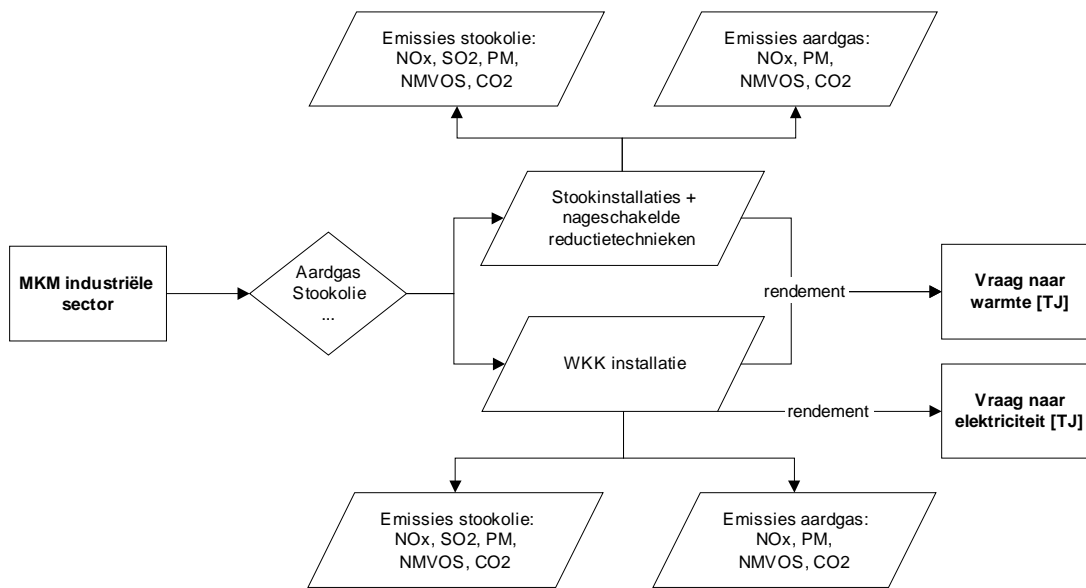 Emissies stookolie:
NOx, SO2, PM,
NMVOS, CO2
Emissies aardgas:
NOx, PM,
NMVOS, CO2
Stookinstallaties +
nageschakelde
reductietechnieken
MKM industriële
sector
Aardgas
Stookolie
...
rendement
Vraag naar
warmte [TJ]
WKK installatie
rendement
Vraag naar
elektriciteit [TJ]
Emissies stookolie:
NOx, SO2, PM,
NMVOS, CO2
Emissies aardgas:
NOx, PM,
NMVOS, CO2